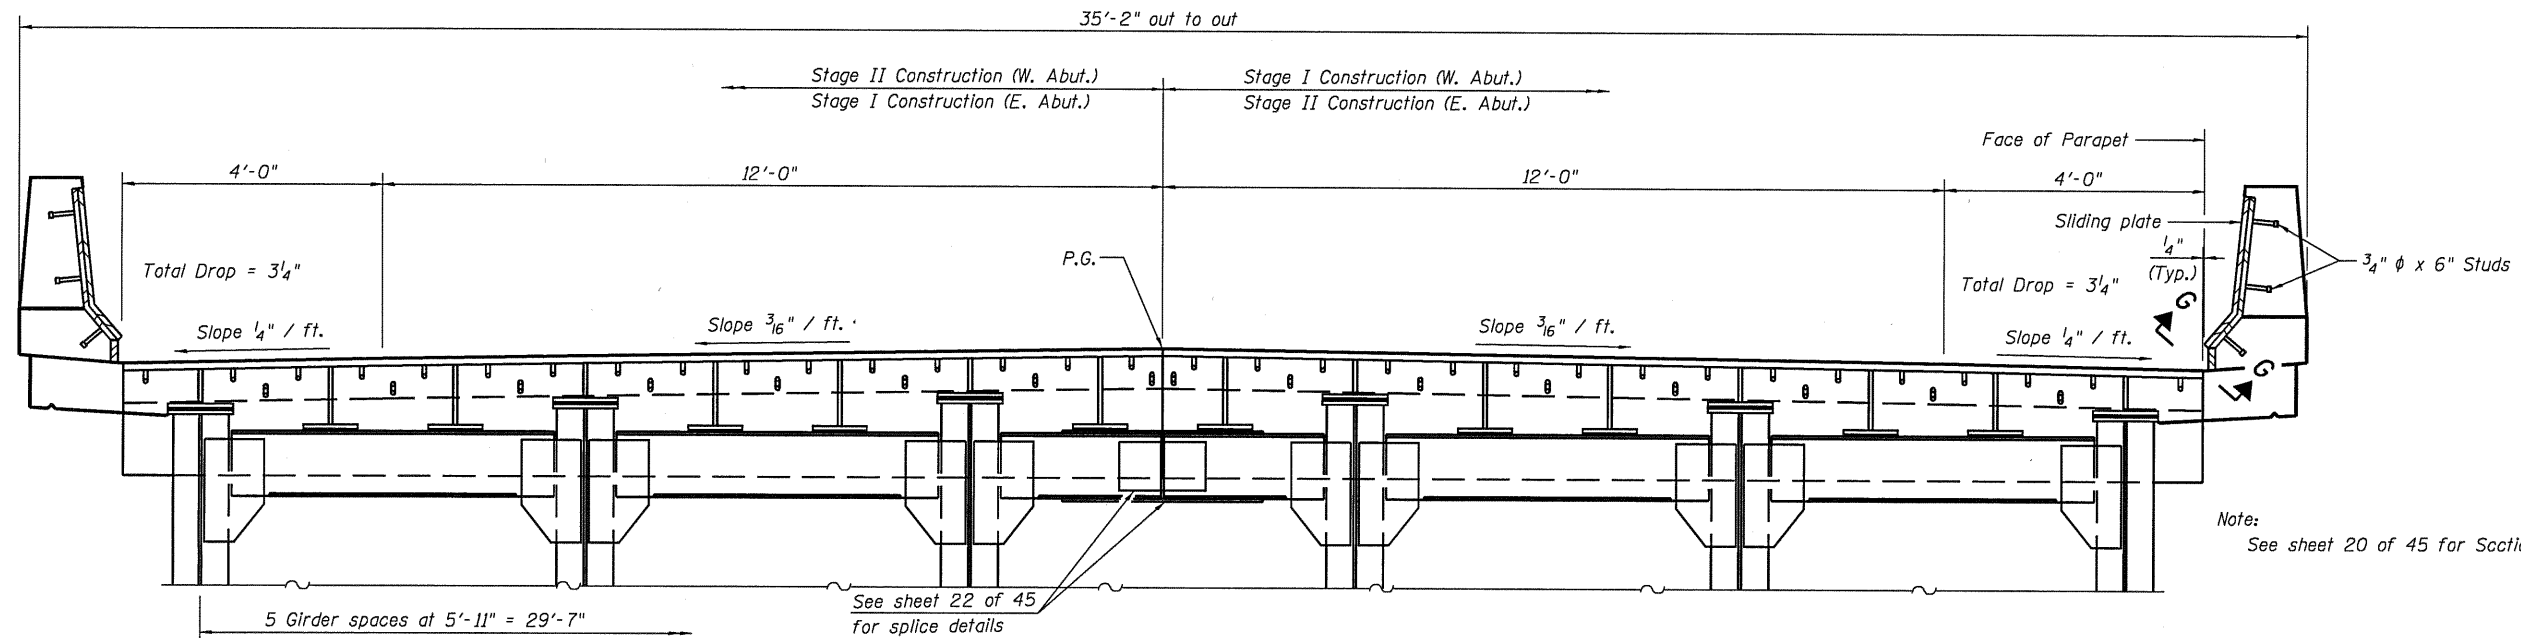 35'-2" out to out
Stage II Construction (W. Abut.)
Stage I Construction (E. Abut.)
Stage I Construction (W. Abut.)
Stage II Construction (E. Abut.)
Face of Parapet
4'-0"
12'-0"
12'-0"
4'-0"
Sliding plate
1/4"
(Typ.)
3/4" ϕ x 6" Studs
P.G.
Total Drop = 3 1/4"
Total Drop = 3 1/4"
G
Slope 1/4" / ft.
Slope 3/16" / ft.
Slope 3/16" / ft.
Slope 1/4" / ft.
G
Note:
See sheet 20 of 45 for
See sheet 22 of 45
for splice details
5 Girder spaces at 5'-11" = 29'-7"